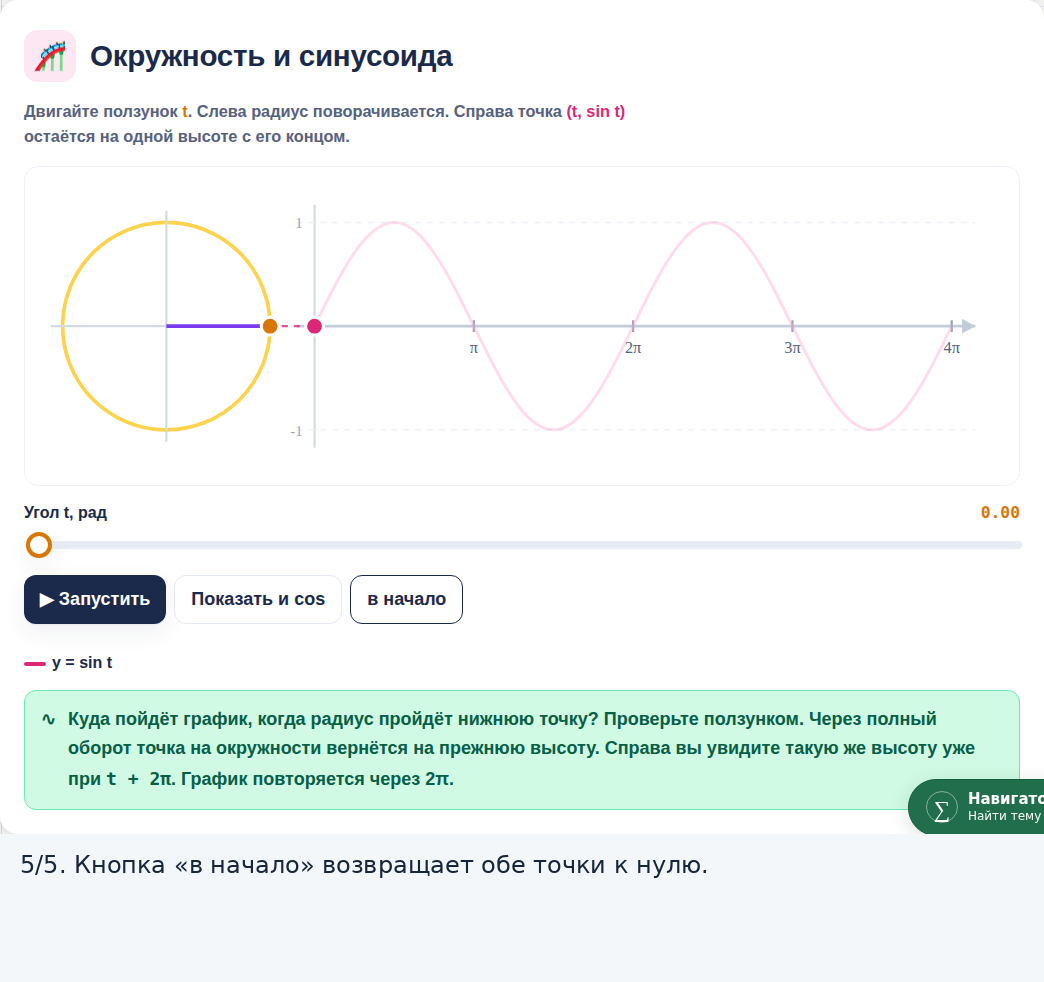 Окружность и синусоида
Двигайте ползунок t. Слева радиус поворачивается. Справа точка (t, sin t)
остаётся на одной высоте с его концом.
1
-1
π
2π
3π
4π
Угол t, рад
0.00
▶ Запустить
Показать и cos
в начало
y = sin t
∿ Куда пойдёт график, когда радиус пройдёт нижнюю точку? Проверьте ползунком. Через полный
оборот точка на окружности вернётся на прежнюю высоту. Справа вы увидите такую же высоту уже
при t + 2π. График повторяется через 2π.
∑
Навигато
Найти тему
5/5. Кнопка «в начало» возвращает обе точки к нулю.